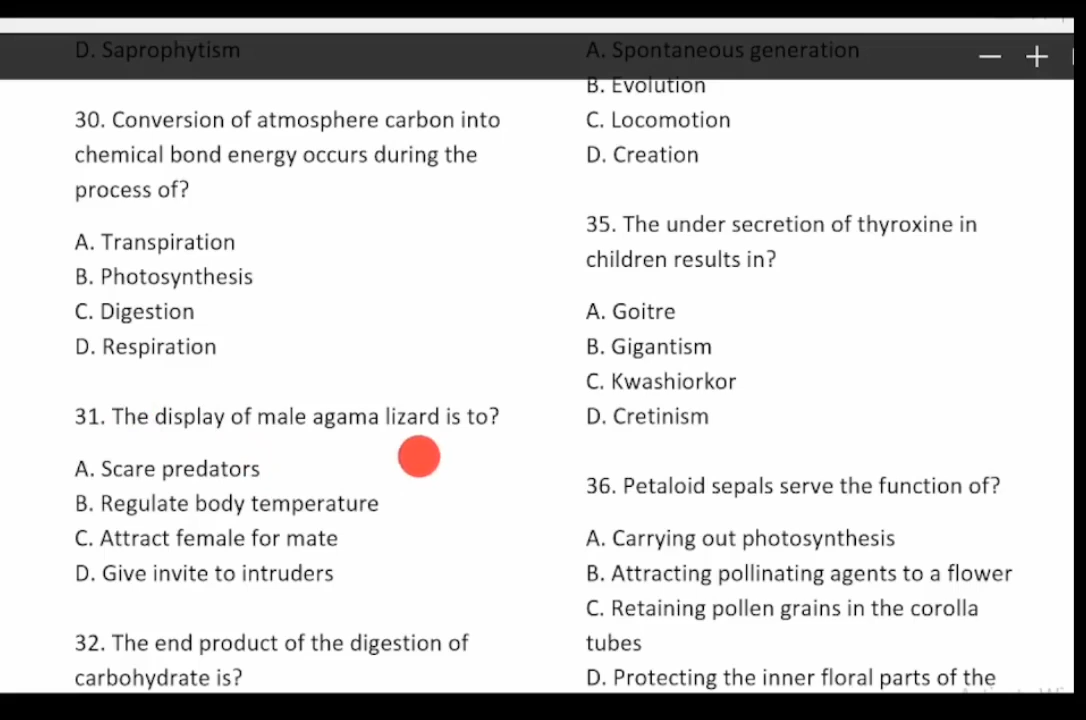 D. Saprophytism
30. Conversion of atmosphere carbon into
chemical bond energy occurs during the
process of?
A. Transpiration
B. Photosynthesis
C. Digestion
D. Respiration
31. The display of male agama lizard is to?
A. Scare predators
B. Regulate body temperature
C. Attract female for mate
D. Give invite to intruders
32. The end product of the digestion of
carbohydrate is?
A. Spontaneous generation
B. Evolution
C. Locomotion
D. Creation
35. The under secretion of thyroxine in
children results in?
A. Goitre
B. Gigantism
C. Kwashiorkor
D. Cretinism
36. Petaloid sepals serve the function of?
A. Carrying out photosynthesis
B. Attracting pollinating agents to a flower
C. Retaining pollen grains in the corolla
tubes
D. Protecting the inner floral parts of the